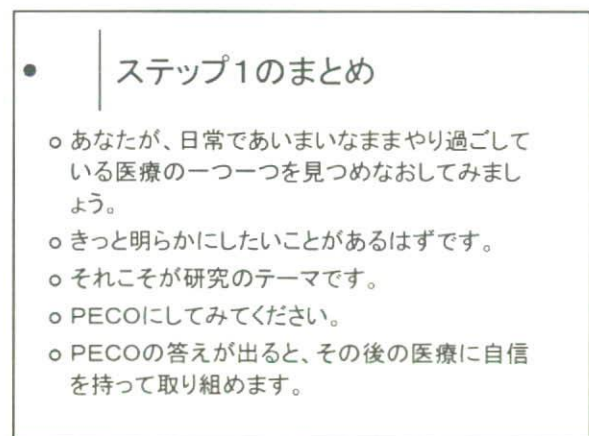 ステップ1のまとめ
あなたが、日常であいまいなままやり過ごして
いる医療の一つ一つを見つめなおしてみまし
ょう。
きっと明らかにしたいことがあるはずです。
それこそが研究のテーマです。
PECOにしてみてください。
PECOの答えが出ると、その後の医療に自信
を持って取り組めます。